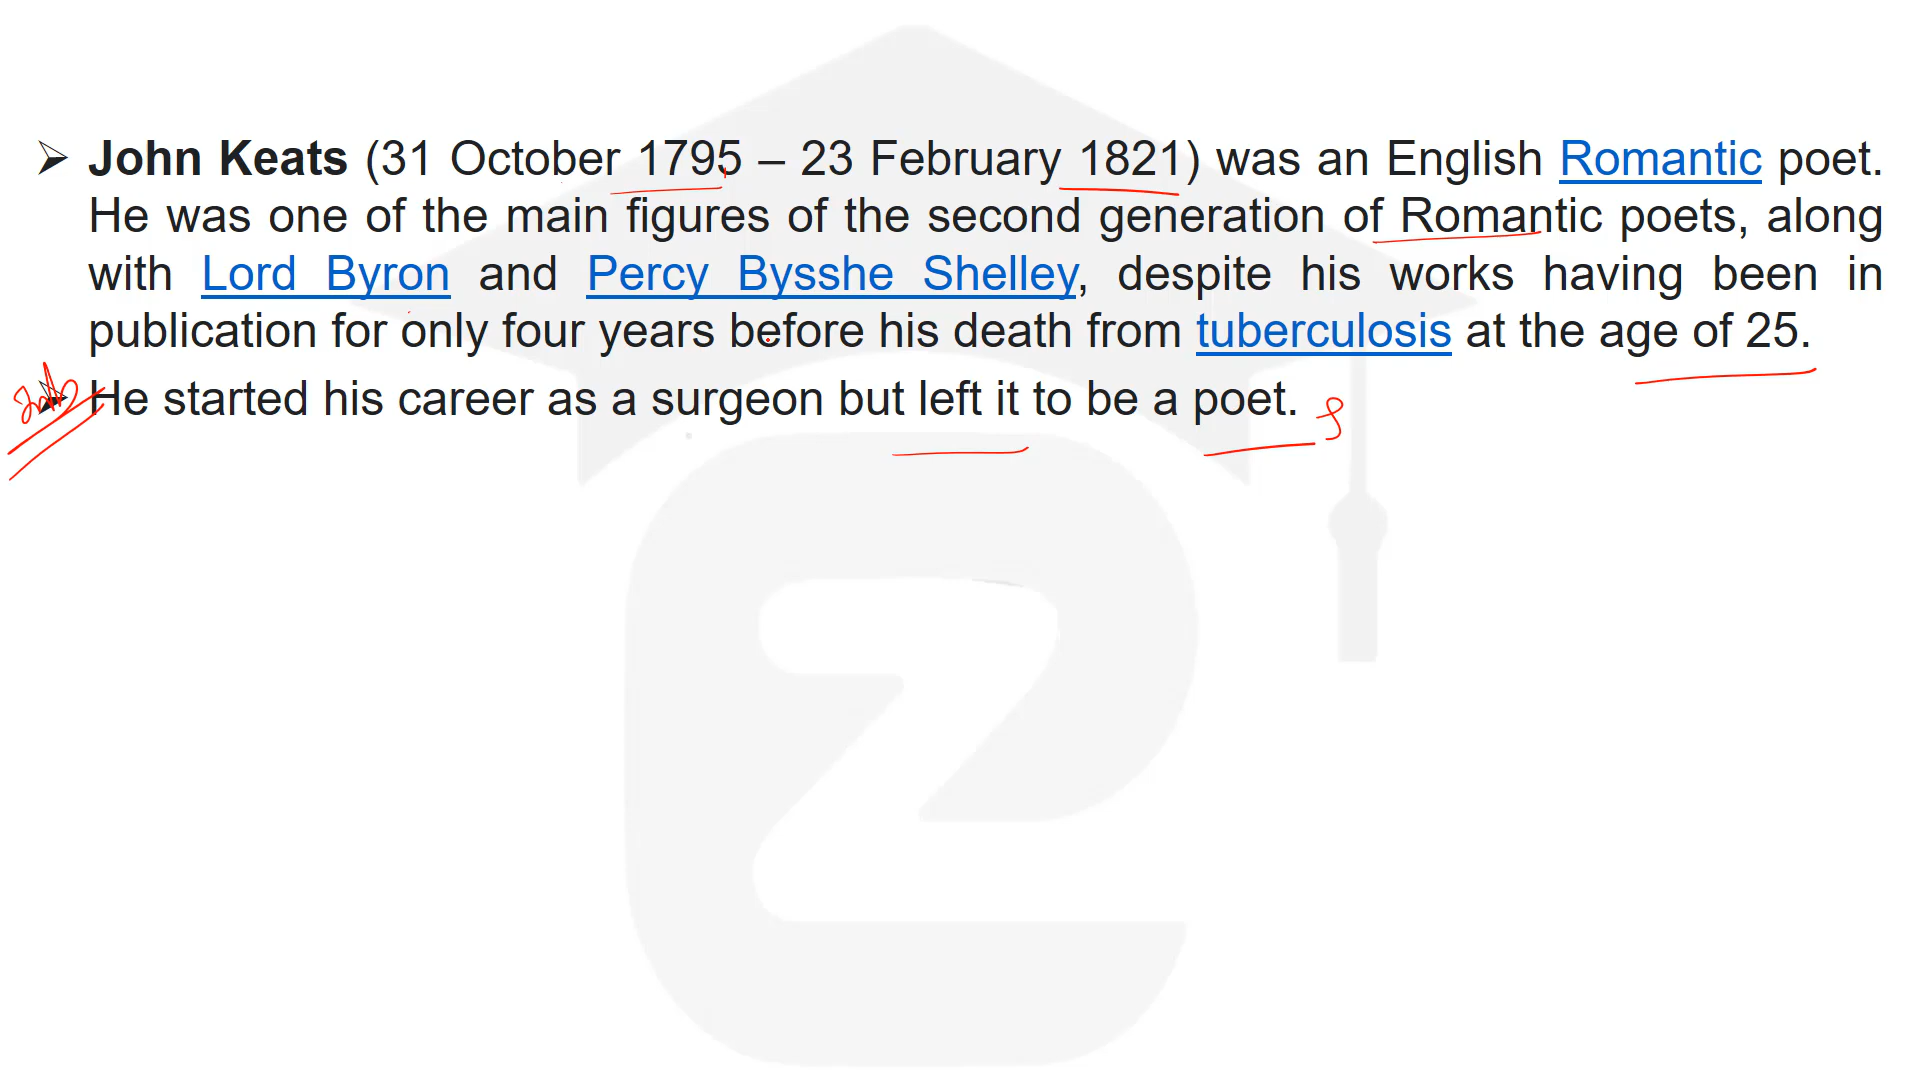 ➢ John Keats (31 October 1795 – 23 February 1821) was an English Romantic poet.
He was one of the main figures of the second generation of Romantic poets, along
with Lord Byron and Percy Bysshe Shelley, despite his works having been in
publication for only four years before his death from tuberculosis at the age of 25.
➢ He started his career as a surgeon but left it to be a poet.